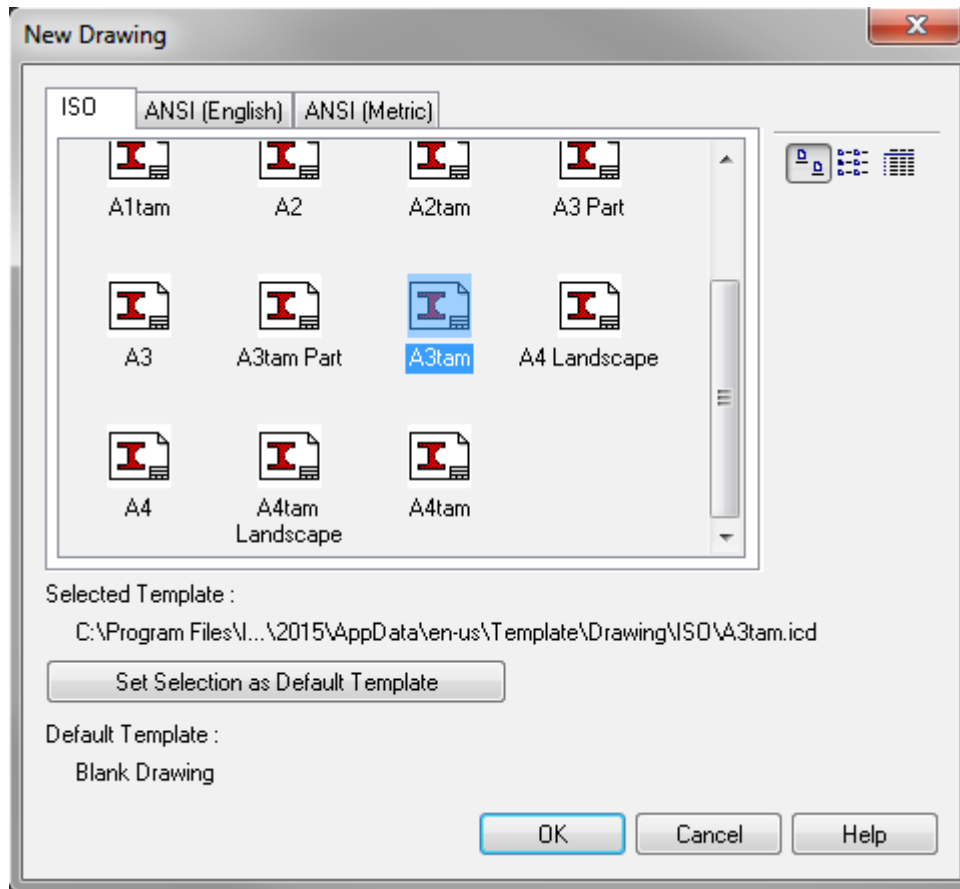 New Drawing
ISO
ANSI (English)
ANSI (Metric)
A1tam
A2
A2tam
A3 Part
A3
A3tam Part
A3tam
A4 Landscape
A4
A4tam
Landscape
A4tam
Selected Template :
C:\Program Files\I...\2015\AppData\en-us\Template\Drawing\ISO\A3tam.icd
Set Selection as Default Template
Default Template :
Blank Drawing
OK
Cancel
Help